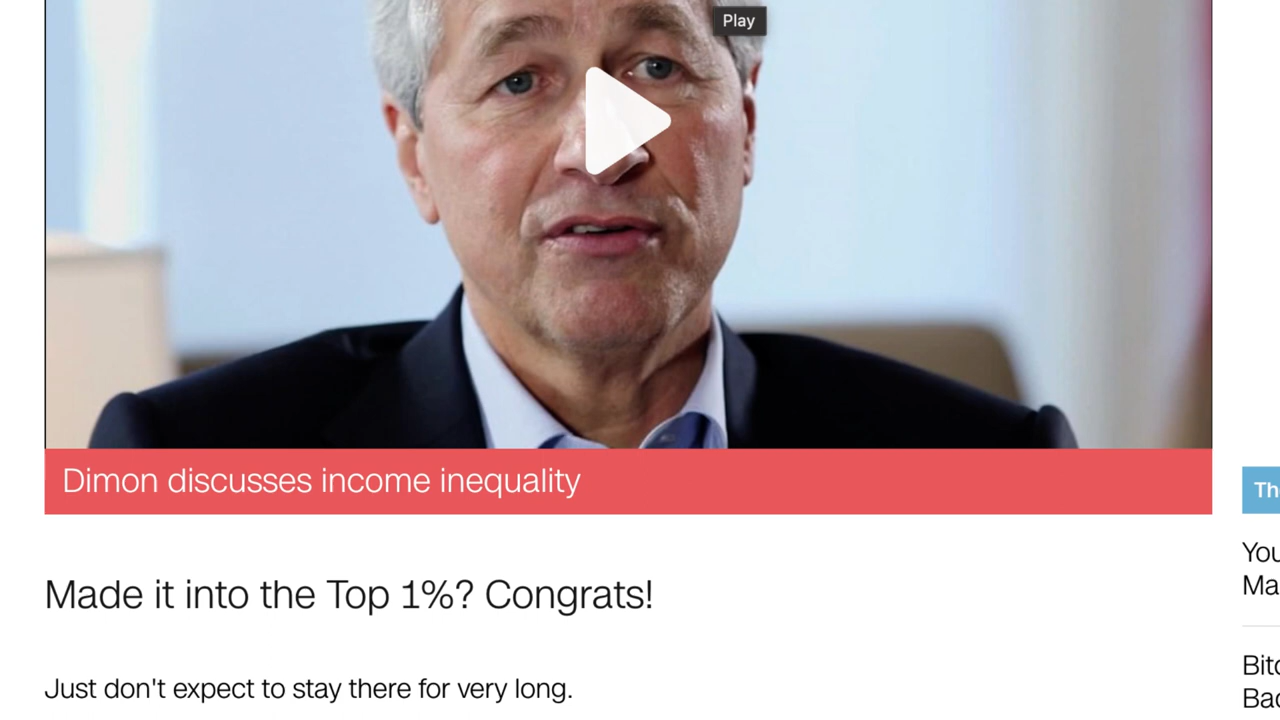 Play
Dimon discusses income inequality
Made it into the Top 1%? Congrats!
Just don't expect to stay there for very long.